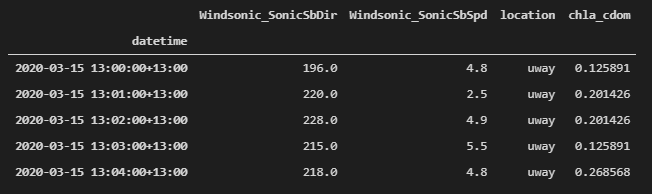 Windsonic_SonicSbDir Windsonic_SonicSbSpd location chla_cdom
datetime
2020-03-15 13:00:00+13:00 196.0 4.8 uway 0.125891
2020-03-15 13:01:00+13:00 220.0 2.5 uway 0.201426
2020-03-15 13:02:00+13:00 228.0 4.9 uway 0.201426
2020-03-15 13:03:00+13:00 215.0 5.5 uway 0.125891
2020-03-15 13:04:00+13:00 218.0 4.8 uway 0.268568